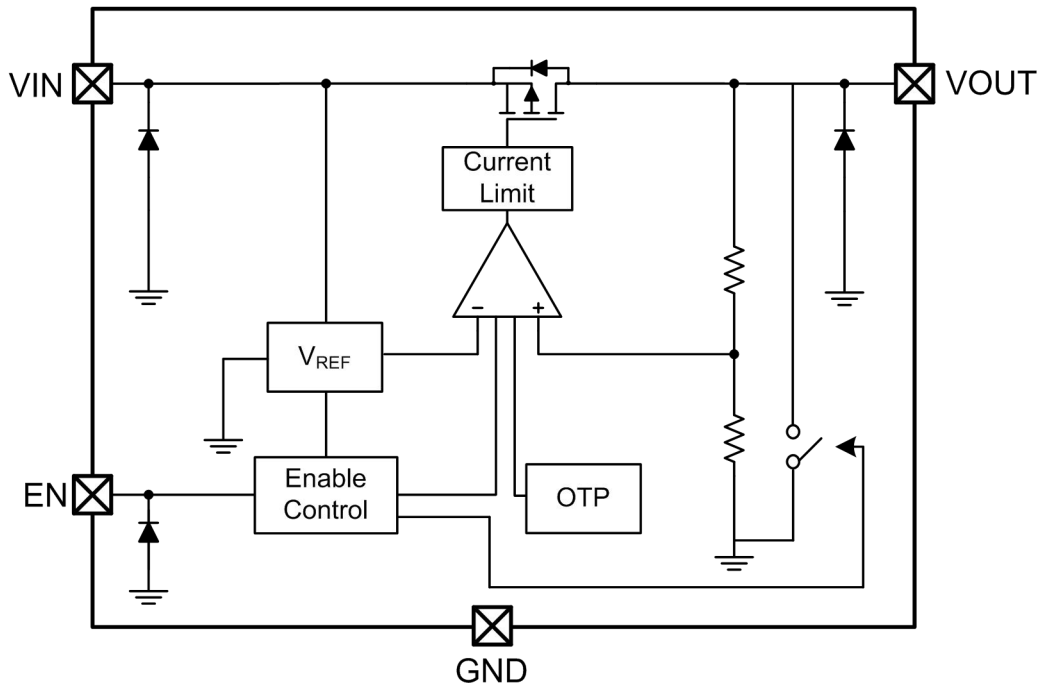 VIN
VOUT
Current
Limit
- +
VREF
Enable
Control
EN
OTP
GND